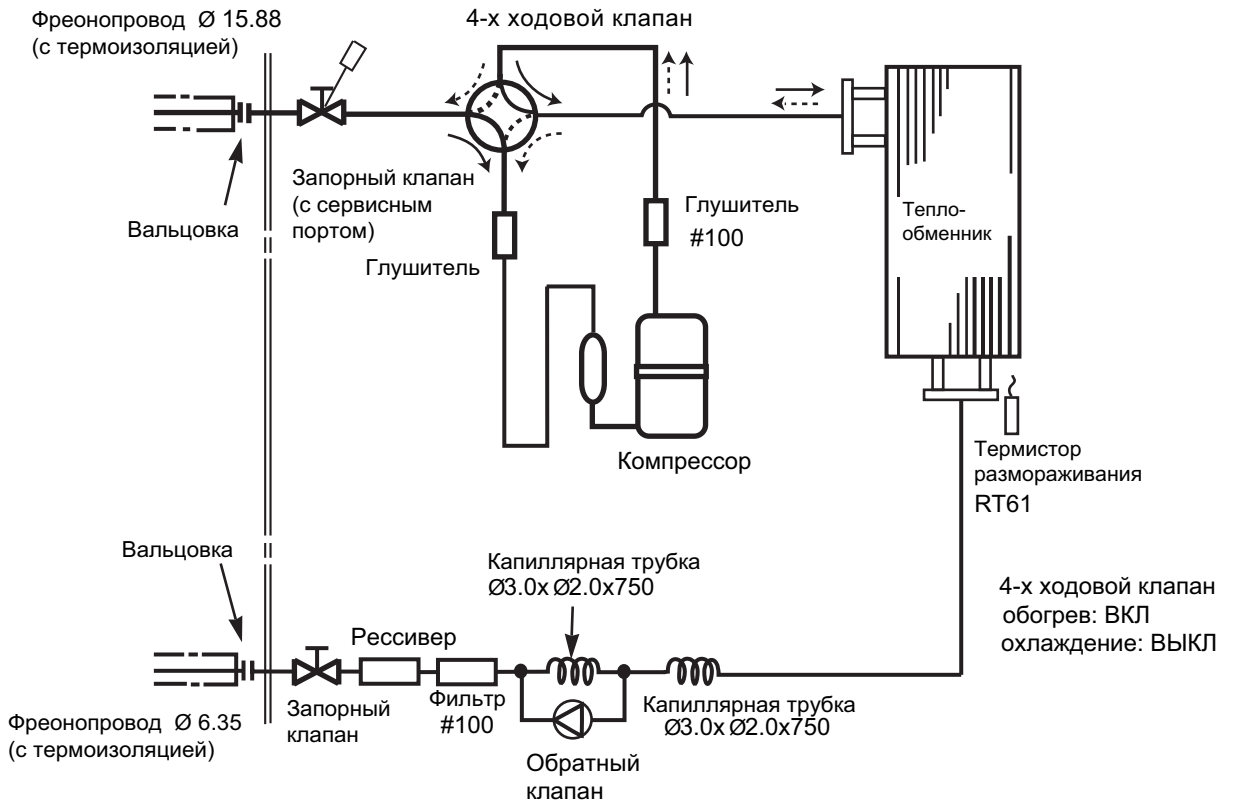 Фреонопровод Ø 15.88
(с термоизоляцией)
4-х ходовой клапан
Вальцовка
Запорный клапан
(с сервисным
портом)
Глушитель
Глушитель
#100
Тепло-
обменник
Компрессор
Термистор
размораживания
RT61
Вальцовка
Капиллярная трубка
Ø3.0x Ø2.0x750
4-х ходовой клапан
обогрев: ВКЛ
охлаждение: ВЫКЛ
Рессивер
Фильтр
#100
Запорный
клапан
Капиллярная трубка
Ø3.0x Ø2.0x750
Фреонопровод Ø 6.35
(с термоизоляцией)
Обратный
клапан